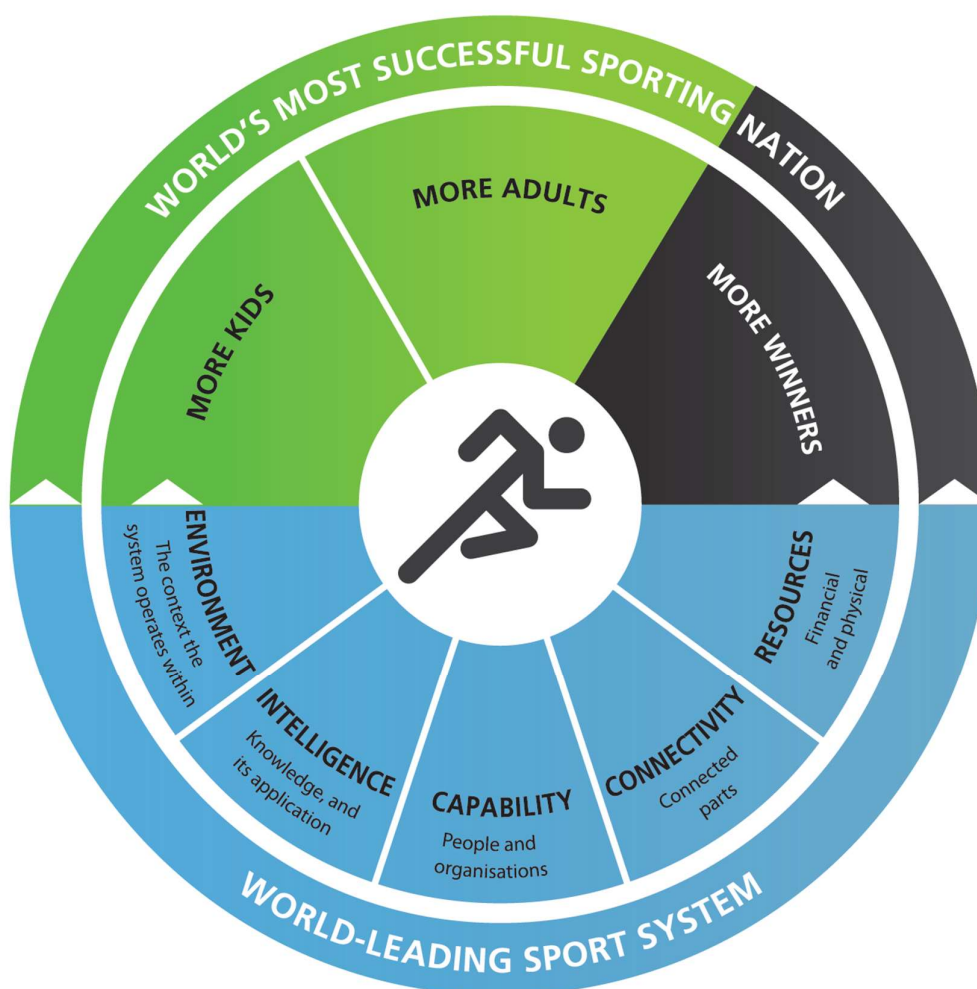 WORLD'S MOST SUCCESSFUL SPORTING NATION
MORE KIDS
MORE ADULTS
MORE WINNERS
ENVIRONMENT
The context the
system operates within
INTELLIGENCE
Knowledge, and
its application
CAPABILITY
People and
organisations
CONNECTIVITY
Connected
parts
RESOURCES
Financial
and physical
WORLD-LEADING SPORT SYSTEM